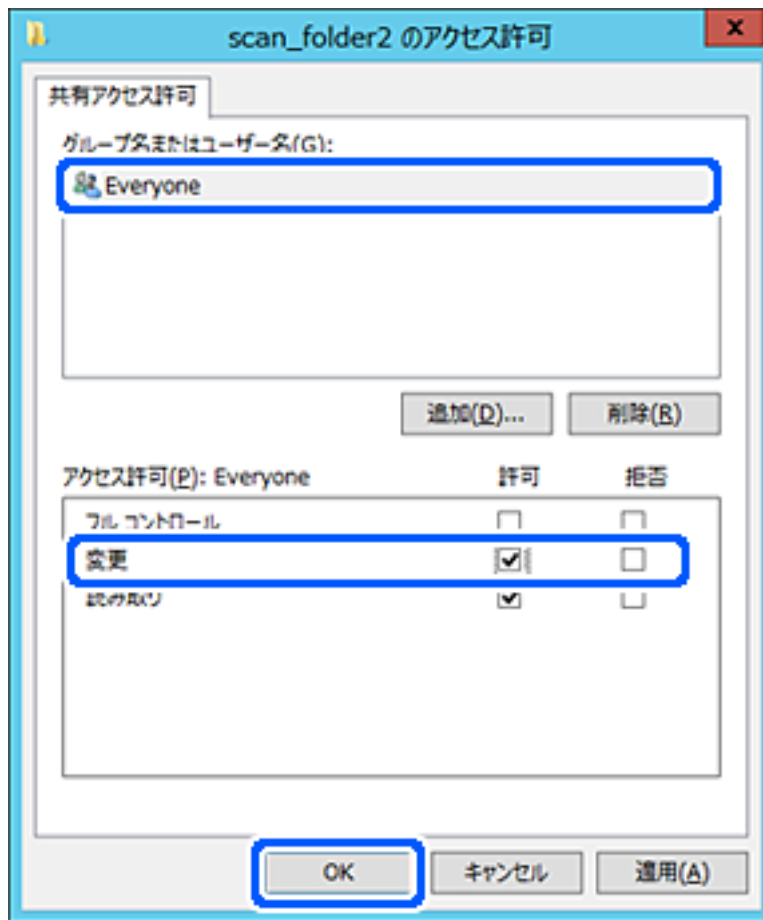 scan_folder2 のアクセス許可
共有アクセス許可
グループ名またはユーザー名(G):
Everyone
追加(D)...
削除(R)
アクセス許可(P): Everyone 許可 拒否
フル コントロール
変更
読み取り
OK
キャンセル
適用(A)